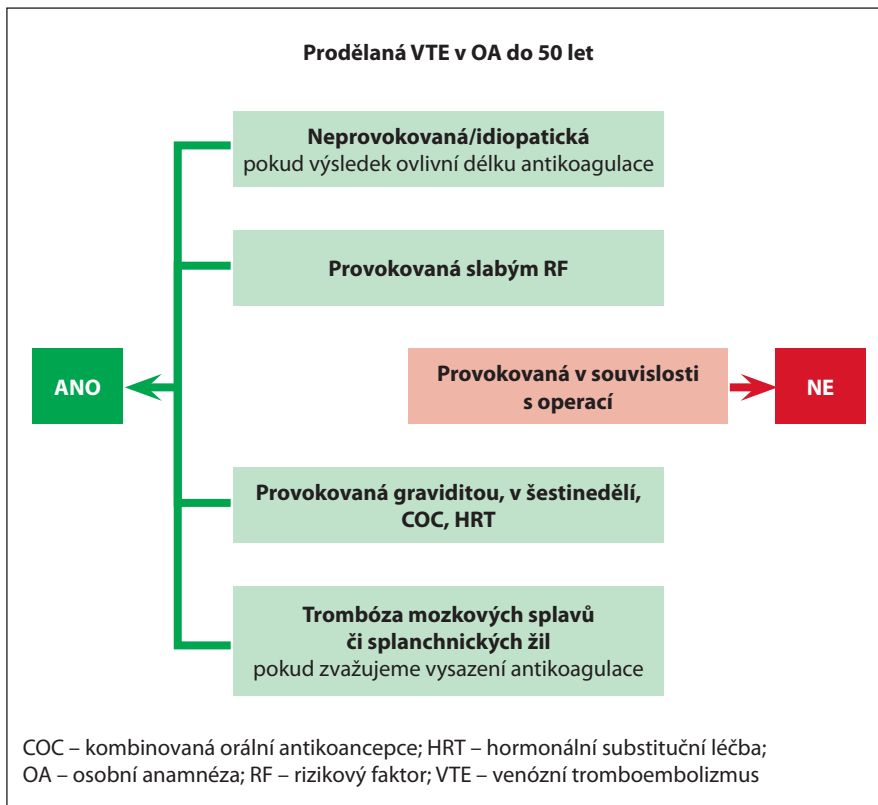 Prodělaná VTE v OA do 50 let
Neprovokovaná/idiopatická
pokud výsledek ovlivní délku antikoagulace
Provokovaná slabým RF
ANO
Provokovaná v souvislosti
s operací
NE
Provokovaná graviditou, v šestinedělí,
COC, HRT
Trombóza mozkových splavů
či splanchnických žil
pokud zvažujeme vysazení antikoagulace
COC – kombinovaná orální antikoancepce; HRT – hormonální substituční léčba;
OA – osobní anamnéza; RF – rizikový faktor; VTE – venózní tromboembolizmus